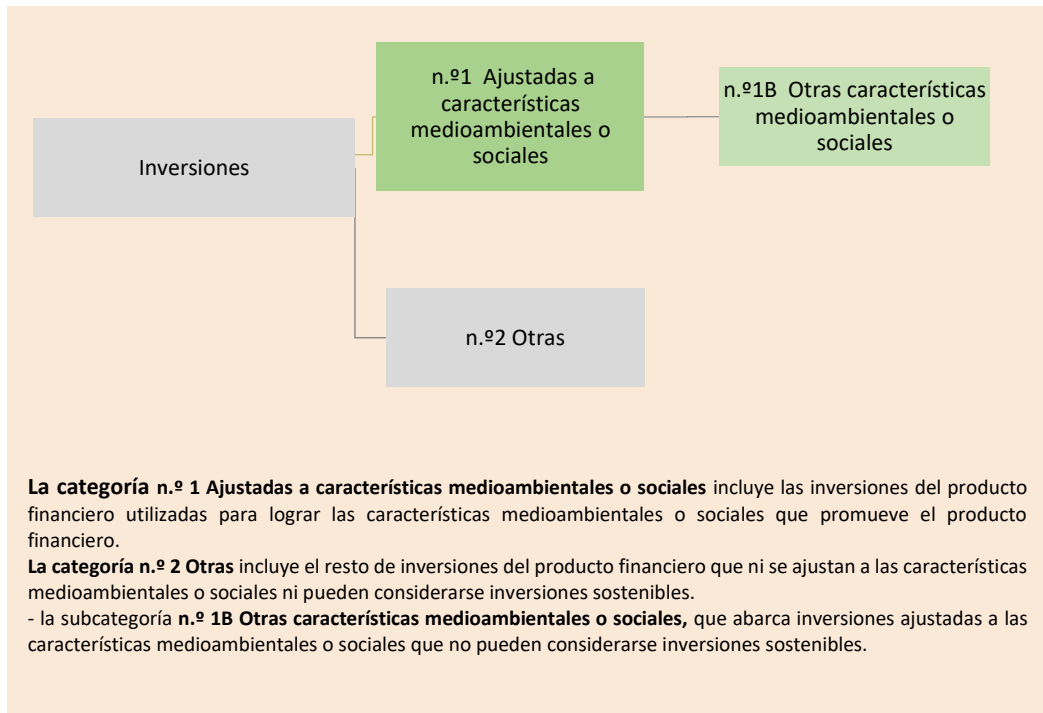 n.º1 Ajustadas a
características
medioambientales o
sociales
n.º1B Otras características
medioambientales o
sociales
Inversiones
n.º2 Otras
La categoría n.º 1 Ajustadas a características medioambientales o sociales incluye las inversiones del producto
financiero utilizadas para lograr las características medioambientales o sociales que promueve el producto
financiero.
La categoría n.º 2 Otras incluye el resto de inversiones del producto financiero que ni se ajustan a las características
medioambientales o sociales ni pueden considerarse inversiones sostenibles.
- la subcategoría n.º 1B Otras características medioambientales o sociales, que abarca inversiones ajustadas a las
características medioambientales o sociales que no pueden considerarse inversiones sostenibles.